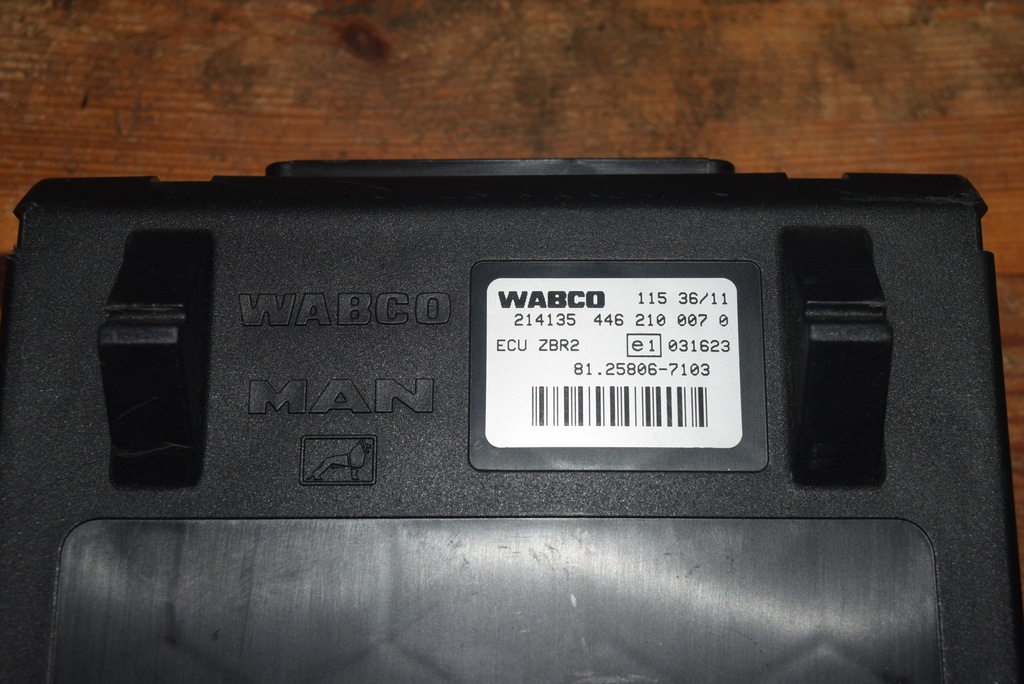 WABCO
MAN
WABCO 115 36/11
214135 446 210 007 0
ECU ZBR2 e1 031623
81.25806-7103